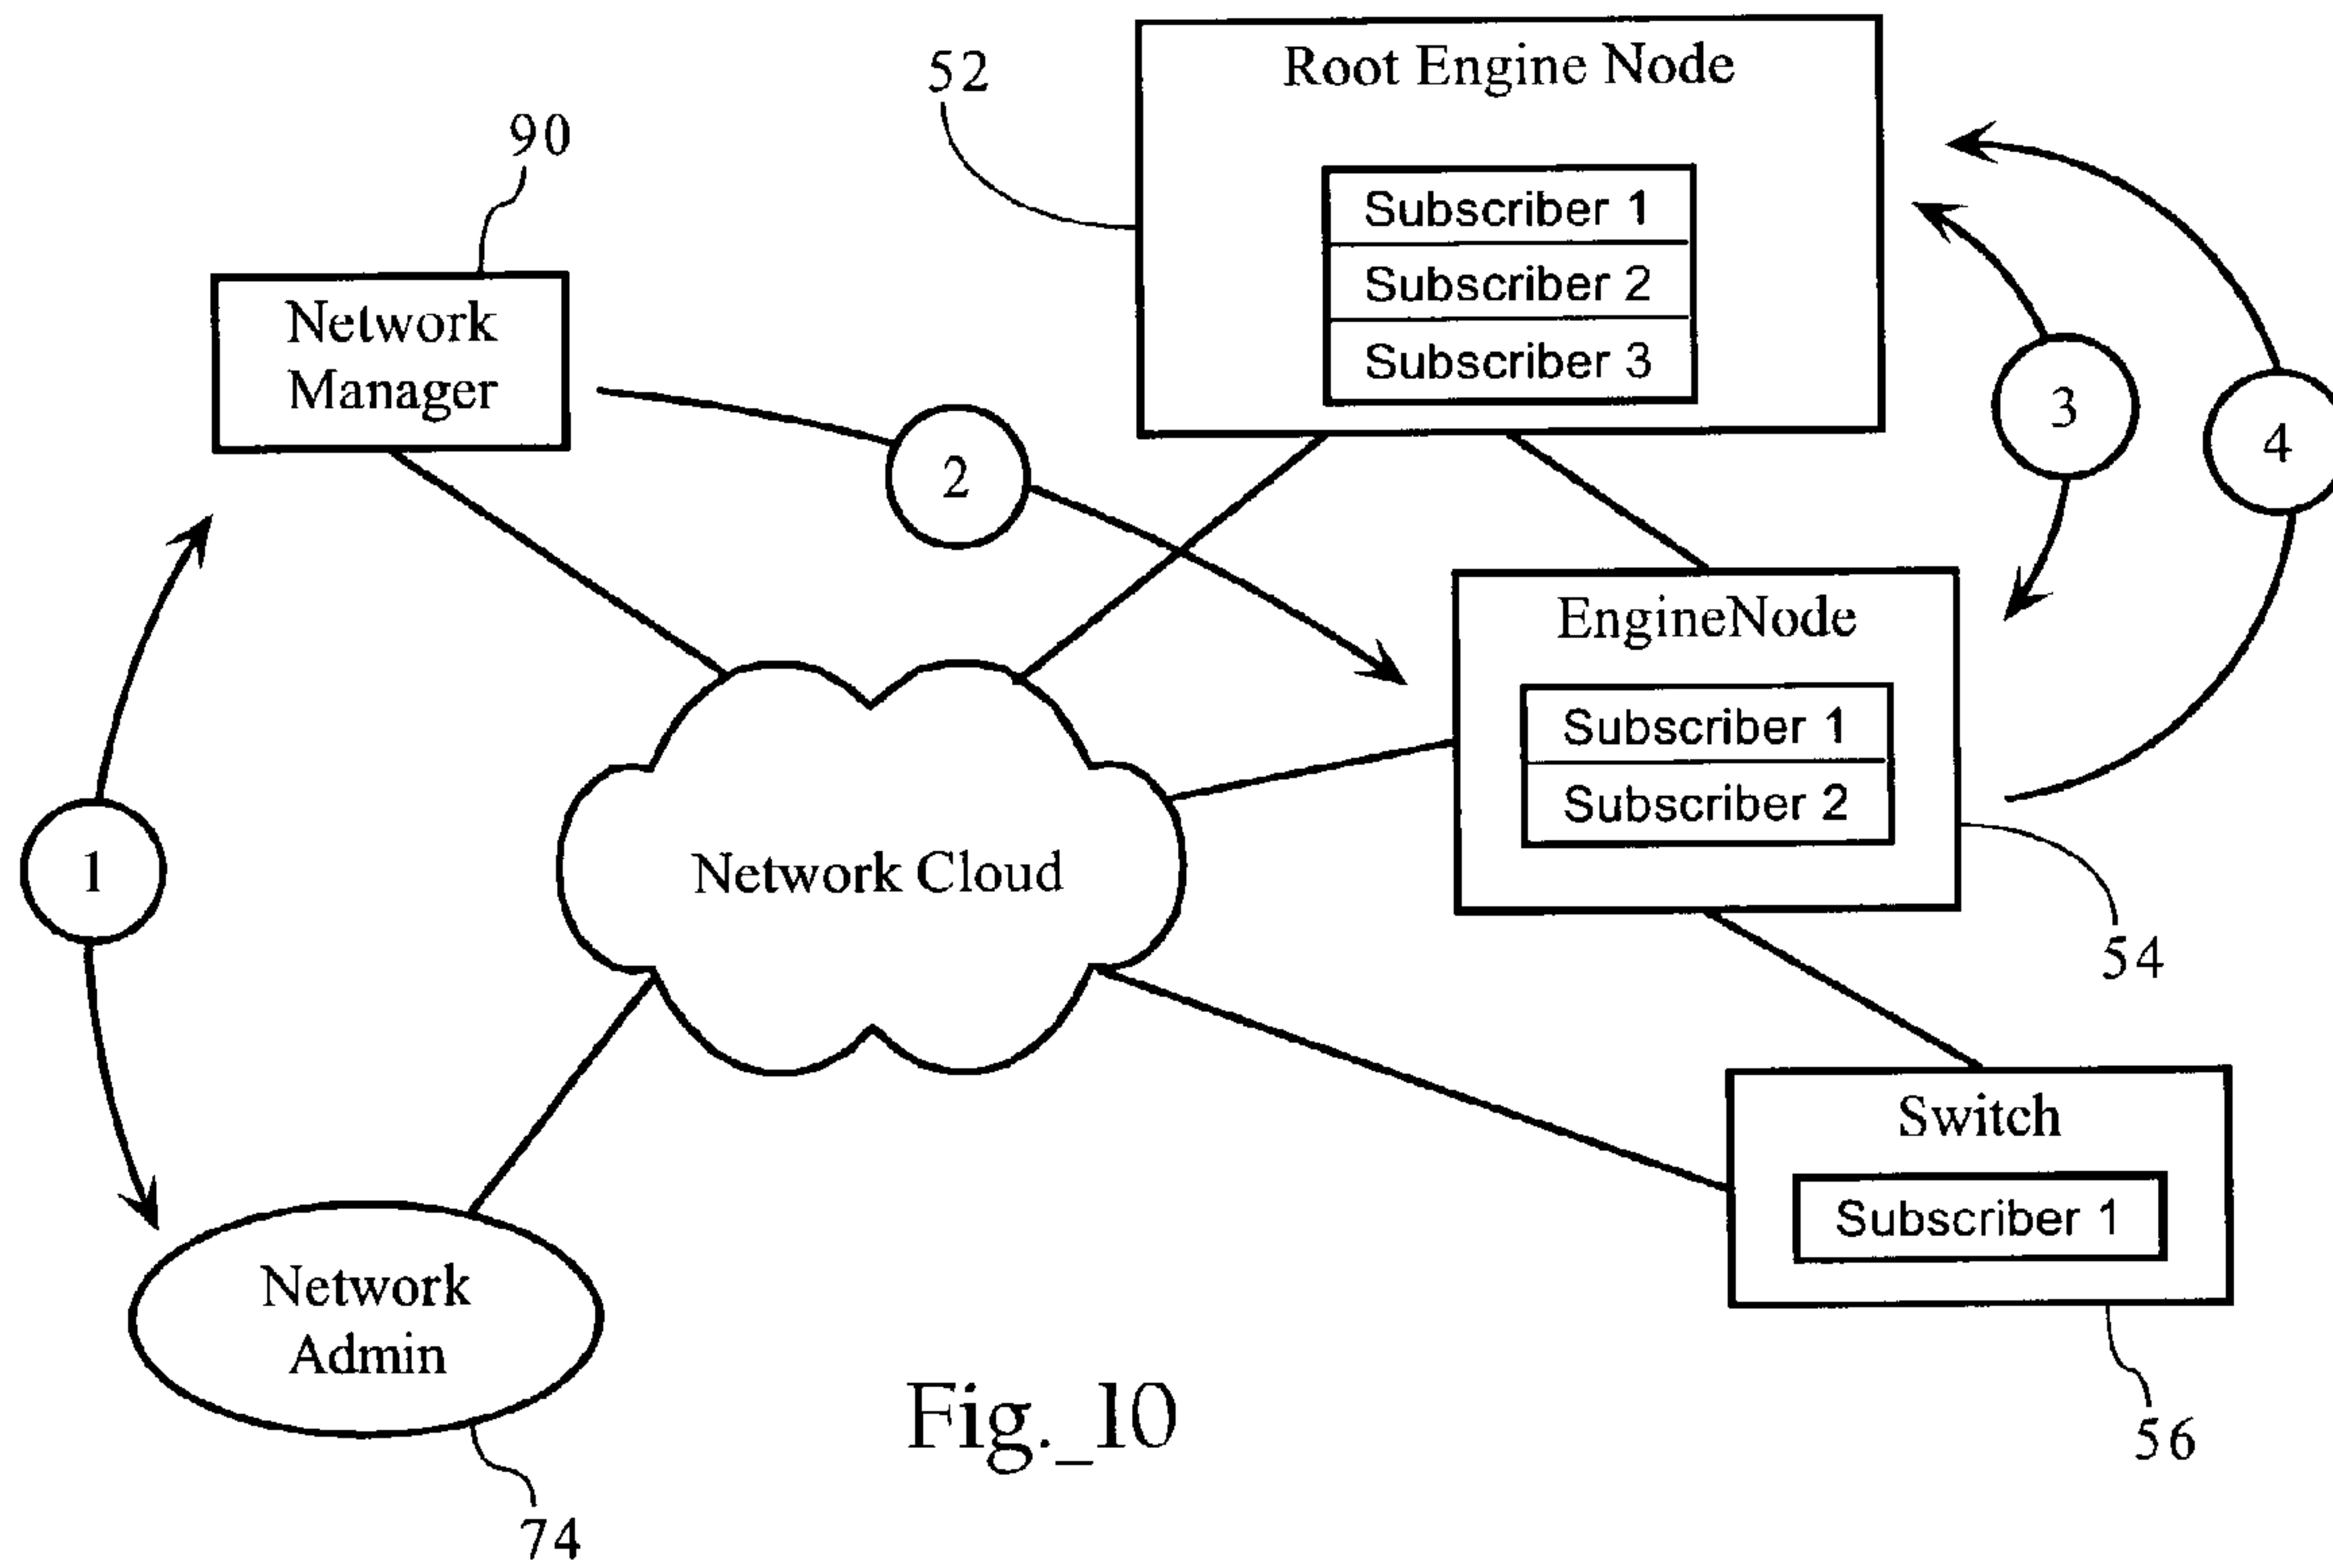 Root Engine Node
52
Subscriber 1
Subscriber 2
Subscriber 3
90
Network
Manager
2
3
4
EngineNode
Subscriber 1
Subscriber 2
54
1
Network Cloud
Switch
Subscriber 1
56
Network
Admin
74
Fig._10